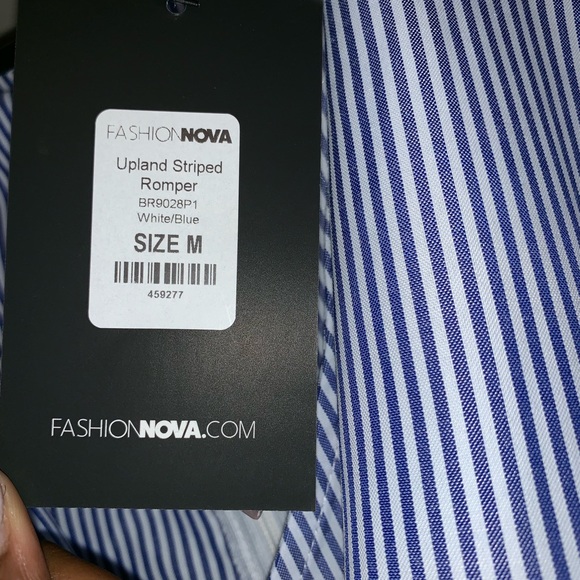 FASHIONNOVA
Upland Striped
Romper
BR9028P1
White/Blue
SIZE M
459277
FASHIONNOVA.COM